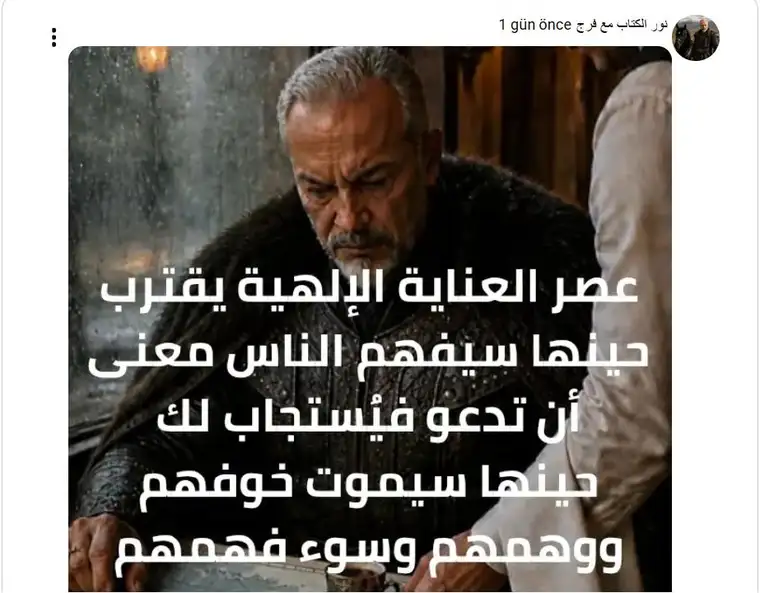 نور الكتاب مع فرج 1 gün önce
عصر العناية الإلهية يقترب
حينها سيفهم الناس معنى
أن تدعو فيُستجاب لك
حينها سيموت خوفهم
ووهمهم وسوء فهمهم